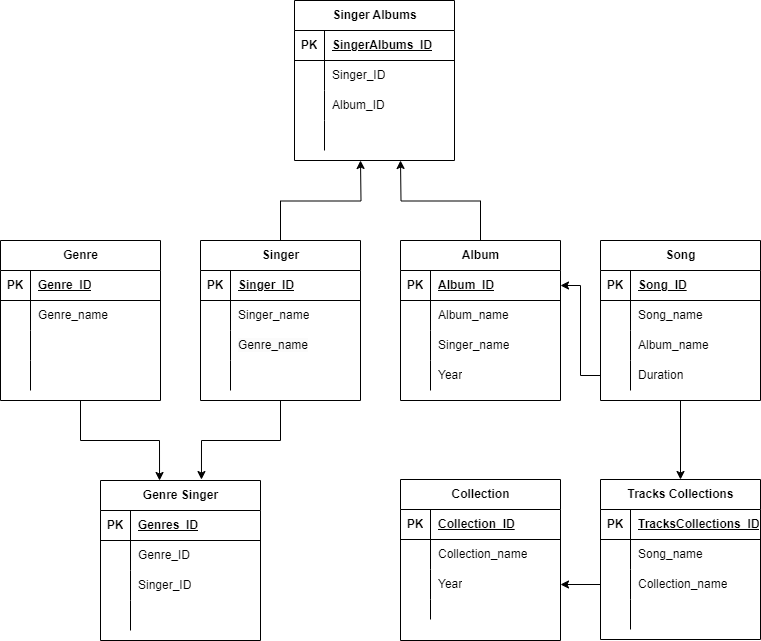 Singer Albums
PK SingerAlbums_ID
Singer_ID
Album_ID
Genre
PK Genre_ID
Genre_name
Singer
PK Singer_ID
Singer_name
Genre_name
Album
PK Album_ID
Album_name
Singer_name
Year
Song
PK Song_ID
Song_name
Album_name
Duration
Genre Singer
PK Genres_ID
Genre_ID
Singer_ID
Collection
PK Collection_ID
Collection_name
Year
Tracks Collections
PK TracksCollections_ID
Song_name
Collection_name